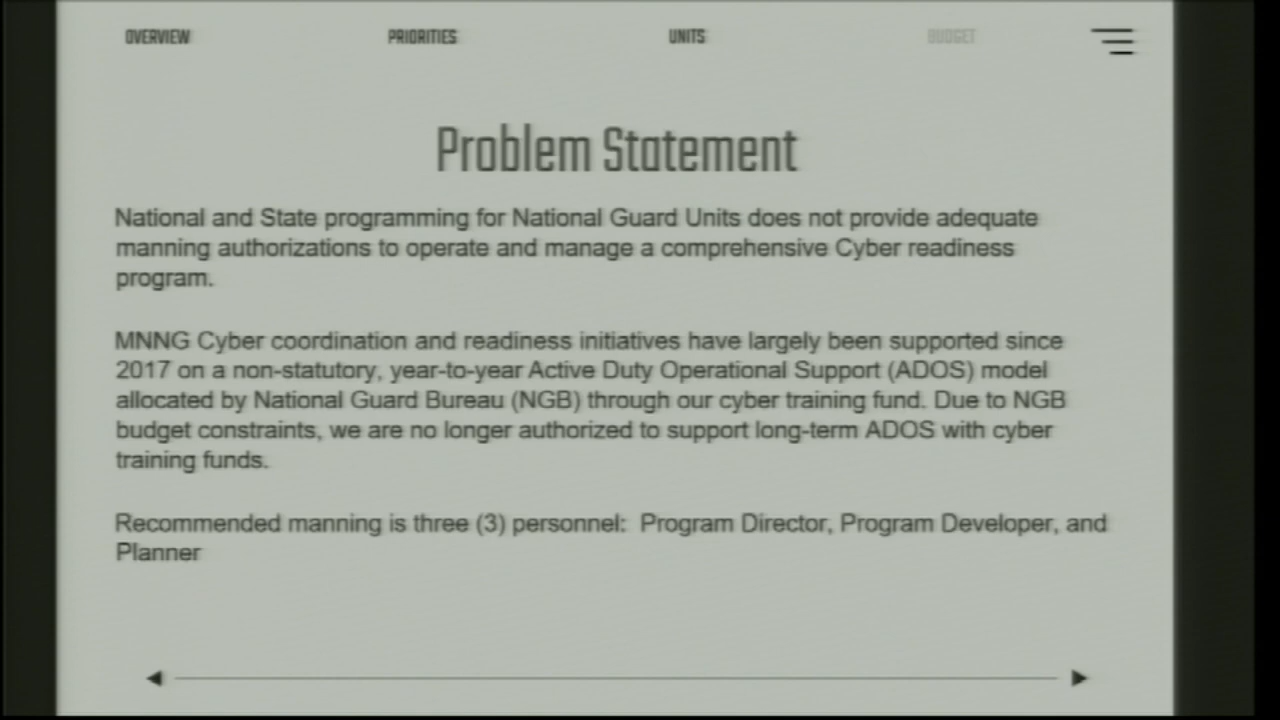 OVERVIEW PRIORITIES UNITS BUDGET
Problem Statement
National and State programming for National Guard Units does not provide adequate
manning authorizations to operate and manage a comprehensive Cyber readiness
program.
MNNG Cyber coordination and readiness initiatives have largely been supported since
2017 on a non-statutory, year-to-year Active Duty Operational Support (ADOS) model
allocated by National Guard Bureau (NGB) through our cyber training fund. Due to NGB
budget constraints, we are no longer authorized to support long-term ADOS with cyber
training funds.
Recommended manning is three (3) personnel: Program Director, Program Developer, and
Planner